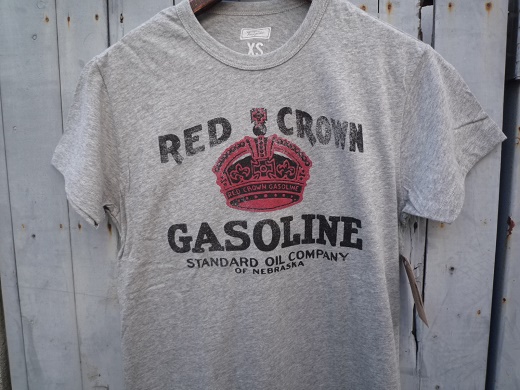 XS
RED CROWN
RED CROWN GASOLINE
GASOLINE
STANDARD OIL COMPANY
OF NEBRASKA